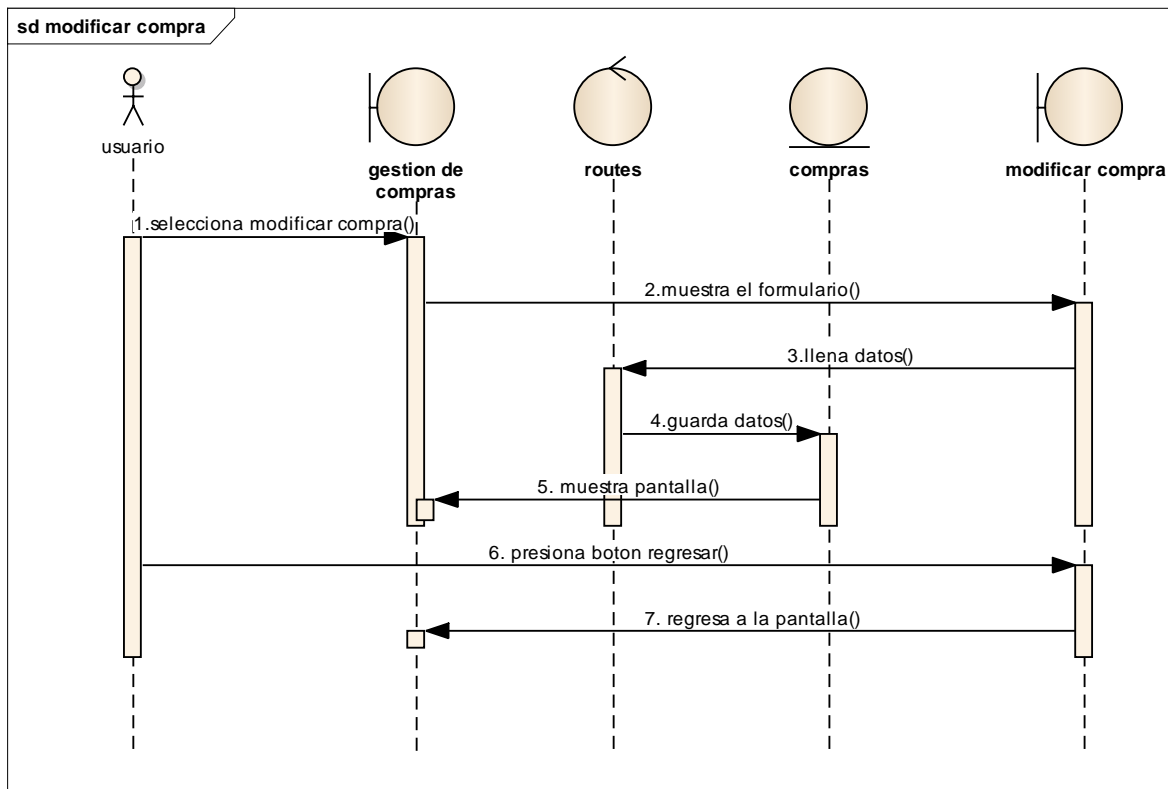 sd modificar compra
usuario
gestion de
compras
routes
compras
modificar compra
1.selecciona modificar compra()
2.muestra el formulario()
3.llena datos()
4.guarda datos()
5. muestra pantalla()
6. presiona boton regresar()
7. regresa a la pantalla()